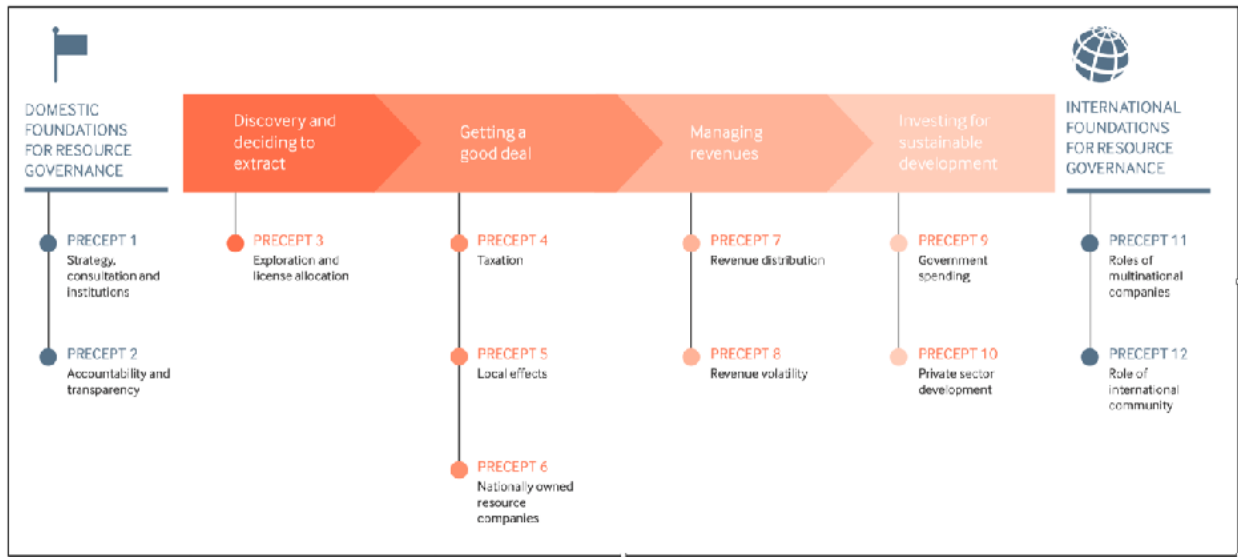 DOMESTIC
FOUNDATIONS
FOR RESOURCE
GOVERNANCE
Discovery and
deciding to
extract
Getting a
good deal
Managing
revenues
Investing for
sustainable
development
INTERNATIONAL
FOUNDATIONS
FOR RESOURCE
GOVERNANCE
PRECEPT 1
Strategy,
consultation and
institutions
PRECEPT 2
Accountability and
transparency
PRECEPT 3
Exploration and
license allocation
PRECEPT 4
Taxation
PRECEPT 5
Local effects
PRECEPT 6
Nationally owned
resource
companies
PRECEPT 7
Revenue distribution
PRECEPT 8
Revenue volatility
PRECEPT 9
Government
spending
PRECEPT 10
Private sector
development
PRECEPT 11
Roles of
multinational
companies
PRECEPT 12
Role of
international
community